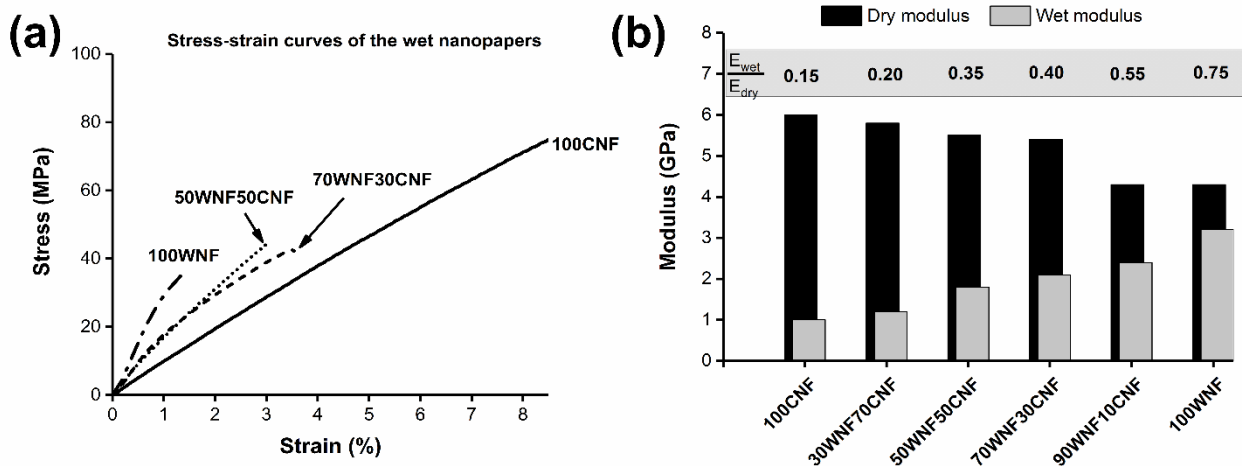 (a)
Stress-strain curves of the wet nanopapers
100
80
60
40
20
0
Stress (MPa)
100CNF
70WNF30CNF
50WNF50CNF
100WNF
0 1 2 3 4 5 6 7 8
Strain (%)
(b)
Dry modulus Wet modulus
8
7
6
5
4
3
2
1
0
Modulus (GPa)
Ewet
Edry
0.15 0.20 0.35 0.40 0.55 0.75
100CNF
30WNF70CNF
50WNF50CNF
70WNF30CNF
90WNF10CNF
100WNF